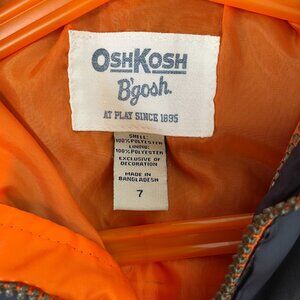 OSHKOSH
B'gosh.
AT PLAY SINCE 1895
SHELL:
100% POLYESTER
LINING:
100% POLYESTER
EXCLUSIVE OF
DECORATION
MADE IN
BANGLADESH
7